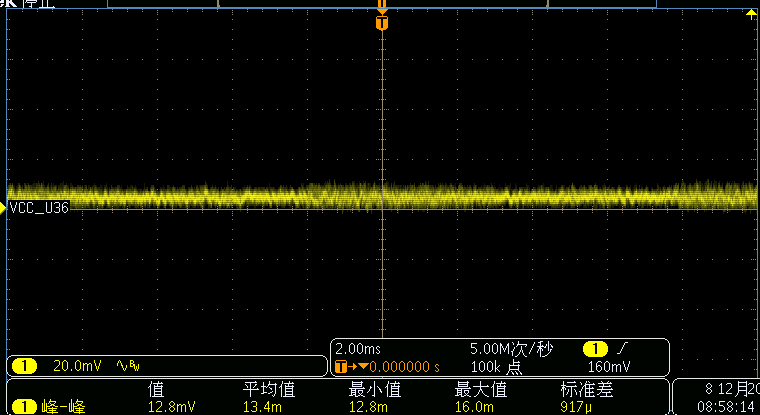 停止
T
VCC_U36
1 20.0mV BW
2.00ms 5.00M次/秒 1
T→▼0.000000 s 100k 点 160mV
值 平均值 最小值 最大值 标准差
1 峰-峰 12.8mV 13.4m 12.8m 16.0m 917µ
8 12月
08:58:14